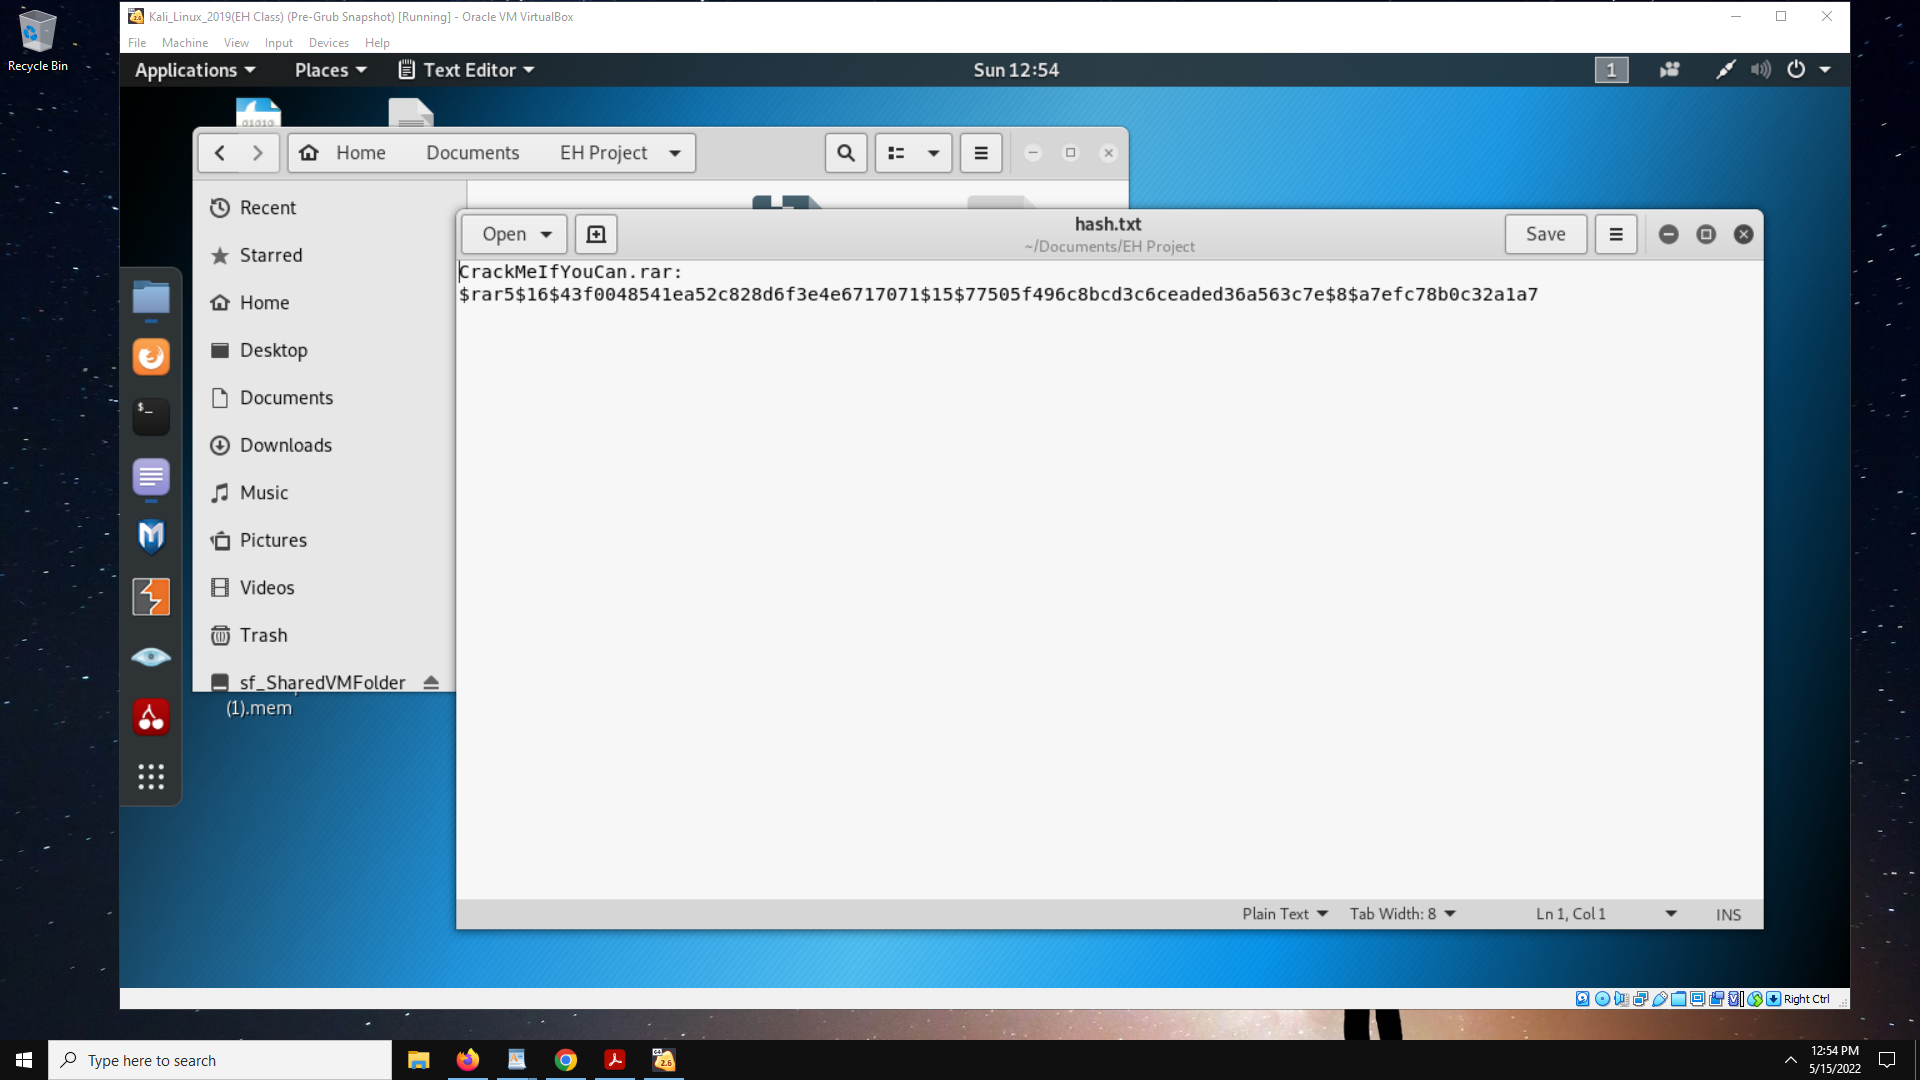 Kali_Linux_2019(EH Class) (Pre-Grub Snapshot) [Running] - Oracle VM VirtualBox
File Machine View Input Devices Help
Recycle Bin
Applications Places Text Editor Sun 12:54 1
01010
Home Documents EH Project
Recent
Starred
Home
Desktop
Documents
Downloads
Music
Pictures
Videos
Trash
sf_SharedVMFolder
(1).mem
Open hash.txt Save
~/Documents/EH Project
CrackMeIfYouCan.rar:
$rar5$16$43f0048541ea52c828d6f3e4e6717071$15$77505f496c8bcd3c6ceaded36a563c7e$8$a7efc78b0c32a1a7
Plain Text Tab Width: 8 Ln 1, Col 1 INS
Right Ctrl
Type here to search
12:54 PM
5/15/2022